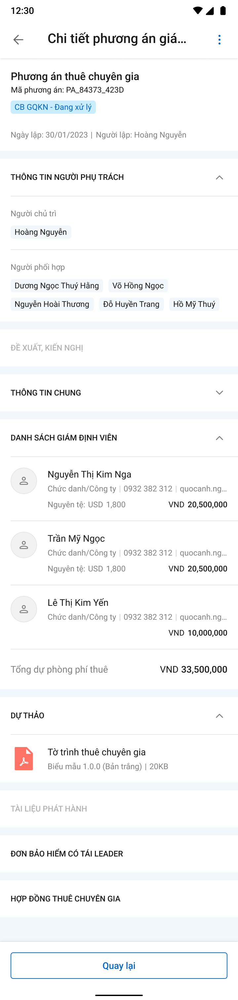 12:30
Chi tiết phương án giá...
Phương án thuê chuyên gia
Mã phương án: PA_84373_423D
CB GQKN - Đang xử lý
Ngày lập: 30/01/2023 | Người lập: Hoàng Nguyễn
THÔNG TIN NGƯỜI PHỤ TRÁCH
Người chủ trì
Hoàng Nguyễn
Người phối hợp
Dương Ngọc Thuý Hằng Võ Hồng Ngọc
Nguyễn Hoài Thương Đỗ Huyền Trang Hồ Mỹ Thuý
ĐỀ XUẤT, KIẾN NGHỊ
THÔNG TIN CHUNG
DANH SÁCH GIÁM ĐỊNH VIÊN
Nguyễn Thị Kim Nga
Chức danh/Công ty | 0932 382 312 | quocanh.ng...
Nguyên tệ: USD 1,800 VND 20,500,000
Trần Mỹ Ngọc
Chức danh/Công ty | 0932 382 312 | quocanh.ng...
Nguyên tệ: USD 1,800 VND 20,500,000
Lê Thị Kim Yến
Chức danh/Công ty | 0932 382 312 | quocanh.ng...
VND 10,000,000
Tổng dự phòng phí thuê VND 33,500,000
DỰ THẢO
Tờ trình thuê chuyên gia
Biểu mẫu 1.0.0 (Bản trắng) | 20KB
TÀI LIỆU PHÁT HÀNH
ĐƠN BẢO HIỂM CÓ TÁI LEADER
HỢP ĐỒNG THUÊ CHUYÊN GIA
Quay lại